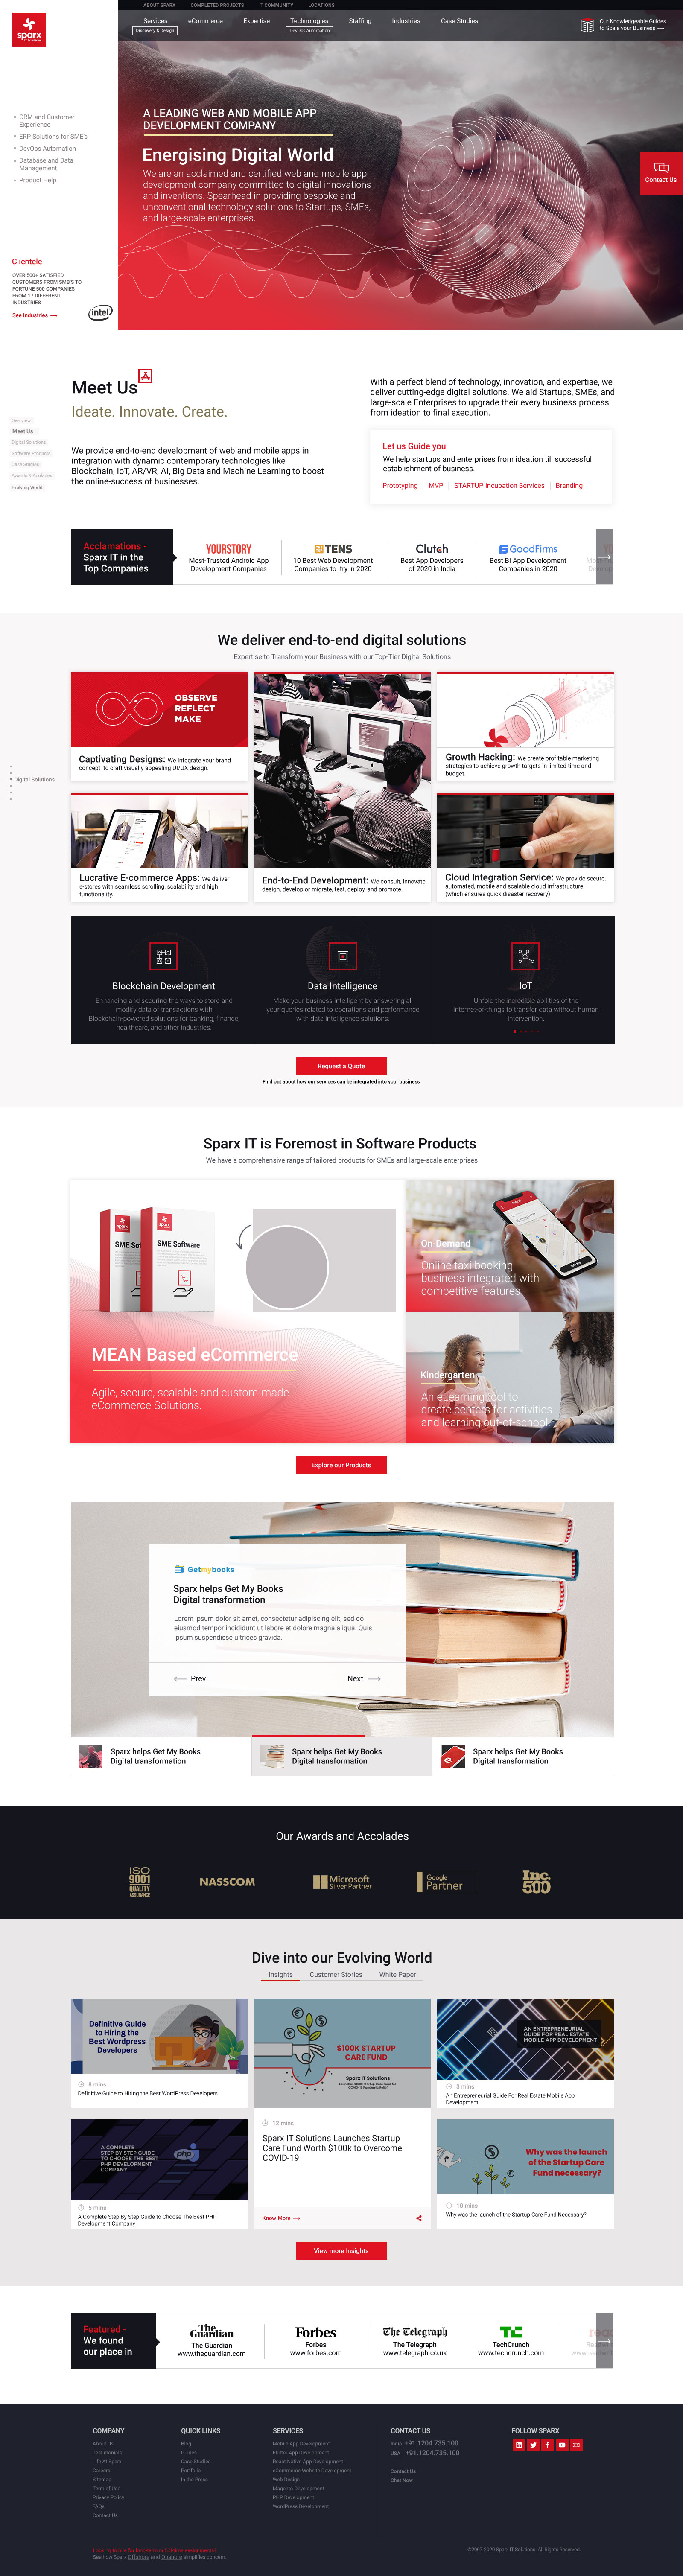 ABOUT SPARX COMPLETED PROJECTS IT COMMUNITY LOCATIONS
sparx
IT Solutions
Services eCommerce Expertise Technologies Staffing Industries Case Studies
Discovery & Design DevOps Automation
Our Knowledgeable Guides
to Scale your Business
CRM and Customer
Experience
ERP Solutions for SME's
DevOps Automation
Database and Data
Management
Product Help
A LEADING WEB AND MOBILE APP
DEVELOPMENT COMPANY
Energising Digital World
We are an acclaimed and certified web and mobile app
development company committed to digital innovations
and inventions. Spearhead in providing bespoke and
unconventional technology solutions to Startups, SMEs,
and large-scale enterprises.
Contact Us
Clientele
OVER 500+ SATISFIED
CUSTOMERS FROM SMB'S TO
FORTUNE 500 COMPANIES
FROM 17 DIFFERENT
INDUSTRIES
See Industries
intel
Overview
Meet Us
Digital Solutions
Software Products
Case Studies
Awards & Accolades
Evolving World
Meet Us
Ideate. Innovate. Create.
We provide end-to-end development of web and mobile apps in
integration with dynamic contemporary technologies like
Blockchain, IoT, AR/VR, AI, Big Data and Machine Learning to boost
the online-success of businesses.
With a perfect blend of technology, innovation, and expertise, we
deliver cutting-edge digital solutions. We aid Startups, SMEs, and
large-scale Enterprises to upgrade their every business process
from ideation to final execution.
Let us Guide you
We help startups and enterprises from ideation till successful
establishment of business.
Prototyping MVP STARTUP Incubation Services Branding
Acclamations -
Sparx IT in the
Top Companies
YOURSTORY
Most-Trusted Android App
Development Companies
TENS
10 Best Web Development
Companies to try in 2020
Clutch
Best App Developers
of 2020 in India
GoodFirms
Best BI App Development
Companies in 2020
We deliver end-to-end digital solutions
Expertise to Transform your Business with our Top-Tier Digital Solutions
Digital Solutions
OBSERVE
REFLECT
MAKE
Captivating Designs: We Integrate your brand
concept to craft visually appealing UI/UX design.
Growth Hacking: We create profitable marketing
strategies to achieve growth targets in limited time and
budget.
Lucrative E-commerce Apps: We deliver
e-stores with seamless scrolling, scalability and high
functionality.
End-to-End Development: We consult, innovate,
design, develop or migrate, test, deploy, and promote.
Cloud Integration Service: We provide secure,
automated, mobile and scalable cloud infrastructure.
(which ensures quick disaster recovery)
Blockchain Development
Enhancing and securing the ways to store and
modify data of transactions with
Blockchain-powered solutions for banking, finance,
healthcare, and other industries.
Data Intelligence
Make your business intelligent by answering all
your queries related to operations and performance
with data intelligence solutions.
IoT
Unfold the incredible abilities of the
internet-of-things to transfer data without human
intervention.
Request a Quote
Find out about how our services can be integrated into your business
Sparx IT is Foremost in Software Products
We have a comprehensive range of tailored products for SMEs and large-scale enterprises
sparx
sparx
SME Sof
SME Software
MEAN Based eCommerce
Agile, secure, scalable and custom-made
eCommerce Solutions.
On-Demand
Online taxi booking
business integrated with
competitive features
Kindergarten
An eLearning tool to
create centers for activities
and learning out-of-school
Explore our Products
Getmybooks
Sparx helps Get My Books
Digital transformation
Lorem ipsum dolor sit amet, consectetur adipiscing elit, sed do
eiusmod tempor incididunt ut labore et dolore magna aliqua. Quis
ipsum suspendisse ultrices gravida.
Prev Next
Sparx helps Get My Books
Digital transformation
Sparx helps Get My Books
Digital transformation
Sparx helps Get My Books
Digital transformation
Our Awards and Accolades
ISO
9001
QUALITY
ASSURANCE
NASSCOM
Microsoft
Silver Partner
Google
Partner
Inc.
500
Dive into our Evolving World
Insights Customer Stories White Paper
Definitive Guide
to Hiring the
Best Wordpress
Developers
8 mins
Definitive Guide to Hiring the Best WordPress Developers
$100K STARTUP
CARE FUND
Sparx IT Solutions
12 mins
Sparx IT Solutions Launches Startup
Care Fund Worth $100k to Overcome
COVID-19
Know More
AN ENTREPRENEURIAL
GUIDE FOR REAL ESTATE
MOBILE APP DEVELOPMENT
3 mins
An Entrepreneurial Guide For Real Estate Mobile App
Development
A COMPLETE
STEP BY STEP GUIDE
TO CHOOSE THE BEST
PHP DEVELOPMENT
COMPANY
php
5 mins
A Complete Step By Step Guide to Choose The Best PHP
Development Company
Why was the launch
of the Startup Care
Fund necessary?
10 mins
Why was the launch of the Startup Care Fund Necessary?
View more Insights
Featured -
We found
our place in
The
Guardian
The Guardian
www.theguardian.com
Forbes
Forbes
www.forbes.com
The Telegraph
The Telegraph
www.telegraph.co.uk
TC
TechCrunch
www.techcrunch.com
COMPANY
About Us
Testimonials
Life At Sparx
Careers
Sitemap
Term of Use
Privacy Policy
FAQs
Contact Us
QUICK LINKS
Blog
Guides
Case Studies
Portfolio
In the Press
SERVICES
Mobile App Development
Flutter App Development
React Native App Development
eCommerce Website Development
Web Design
Magento Development
PHP Development
WordPress Development
CONTACT US
India +91.1204.735.100
USA +91.1204.735.100
Contact Us
Chat Now
FOLLOW SPARX
Looking to hire for long-term or full time assignments?
See how Sparx Offshore and Onshore simplifies concern
©2007-2020 Sparx IT Solutions. All Rights Reserved.